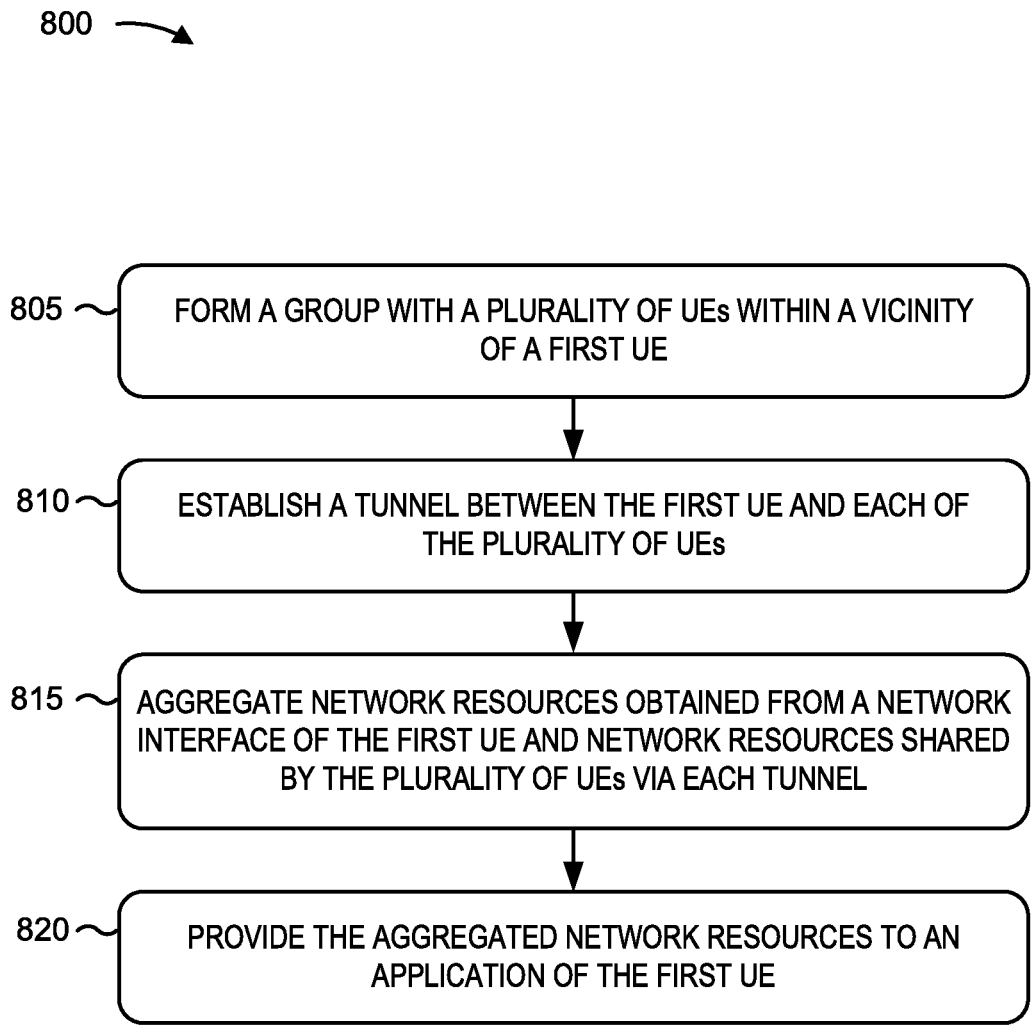 800
805
FORM A GROUP WITH A PLURALITY OF UEs WITHIN A VICINITY
OF A FIRST UE
810
ESTABLISH A TUNNEL BETWEEN THE FIRST UE AND EACH OF
THE PLURALITY OF UEs
815
AGGREGATE NETWORK RESOURCES OBTAINED FROM A NETWORK
INTERFACE OF THE FIRST UE AND NETWORK RESOURCES SHARED
BY THE PLURALITY OF UEs VIA EACH TUNNEL
820
PROVIDE THE AGGREGATED NETWORK RESOURCES TO AN
APPLICATION OF THE FIRST UE